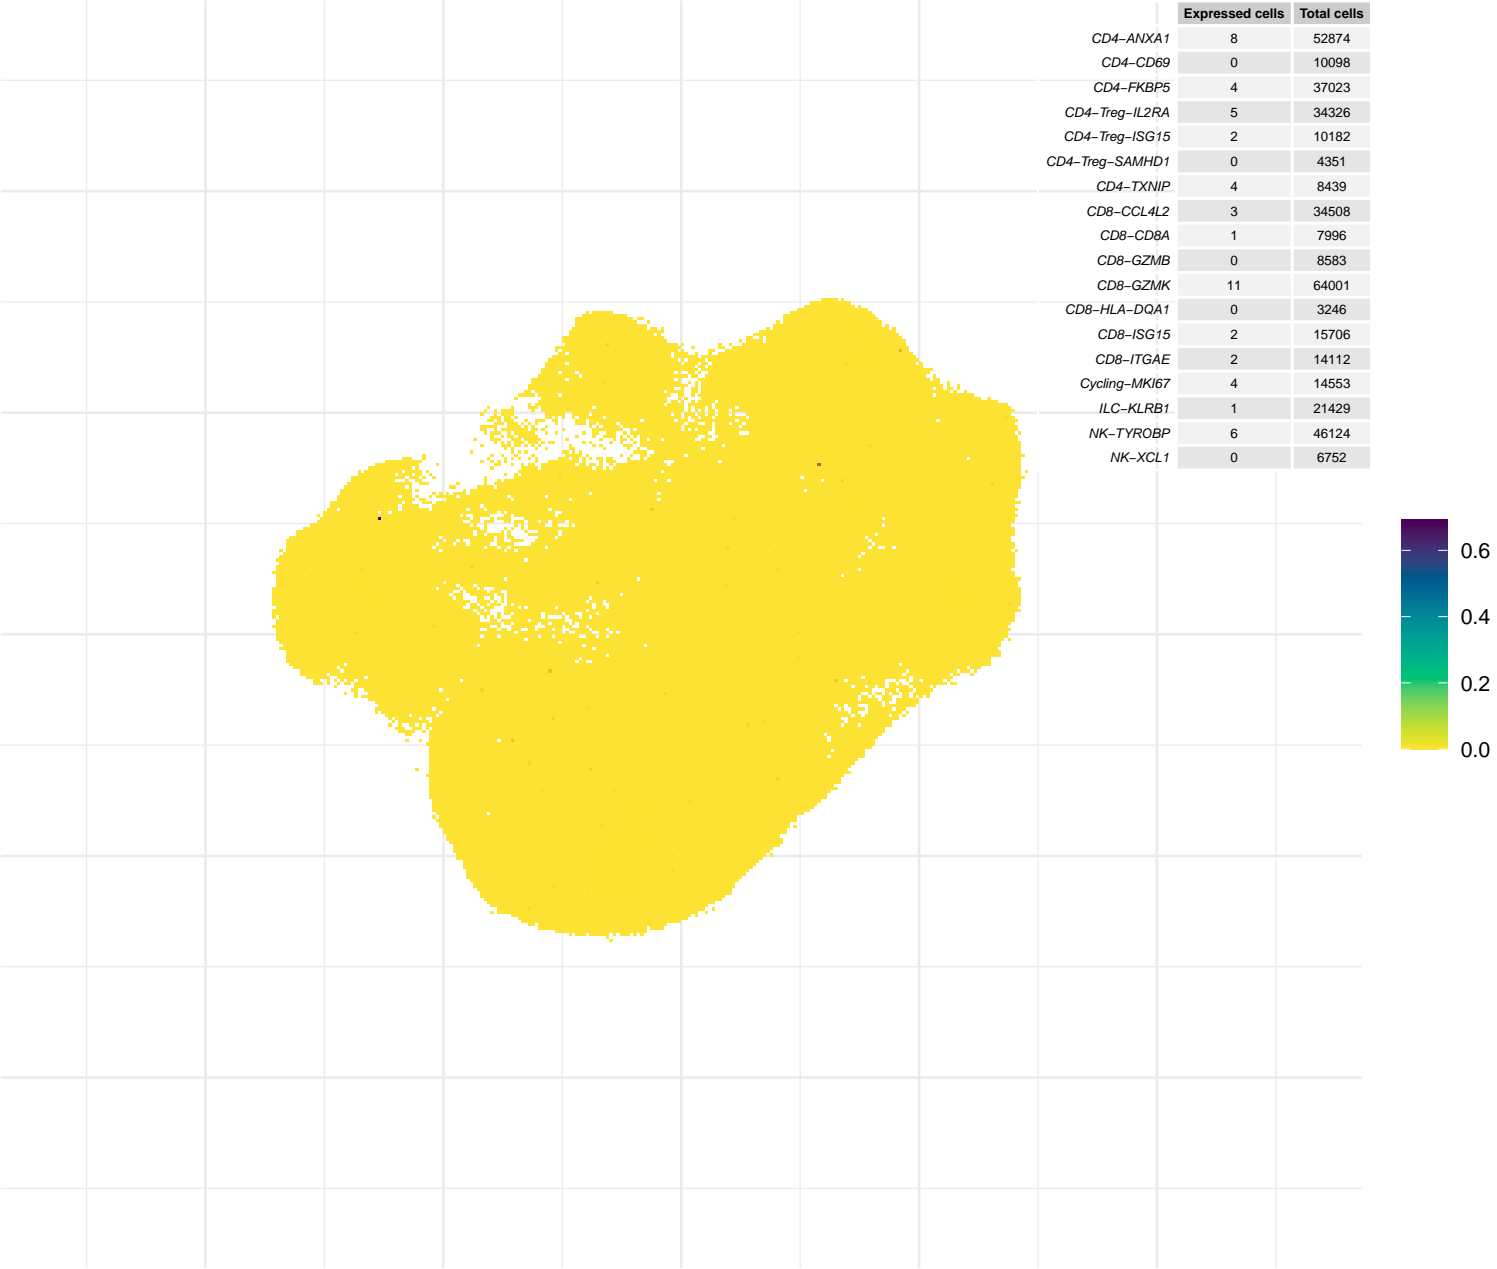 Expressed cells Total cells
CD4−ANXA1 8 52874
CD4−CD69 0 10098
CD4−FKBP5 4 37023
CD4−Treg−IL2RA 5 34326
CD4−Treg−ISG15 2 10182
CD4−Treg−SAMHD1 0 4351
CD4−TXNIP 4 8439
CD8−CCL4L2 3 34508
CD8−CD8A 1 7996
CD8−GZMB 0 8583
CD8−GZMK 11 64001
CD8−HLA−DQA1 0 3246
CD8−ISG15 2 15706
CD8−ITGAE 2 14112
Cycling−MKI67 4 14553
ILC−KLRB1 1 21429
NK−TYROBP 6 46124
NK−XCL1 0 6752
0.6
0.4
0.2
0.0